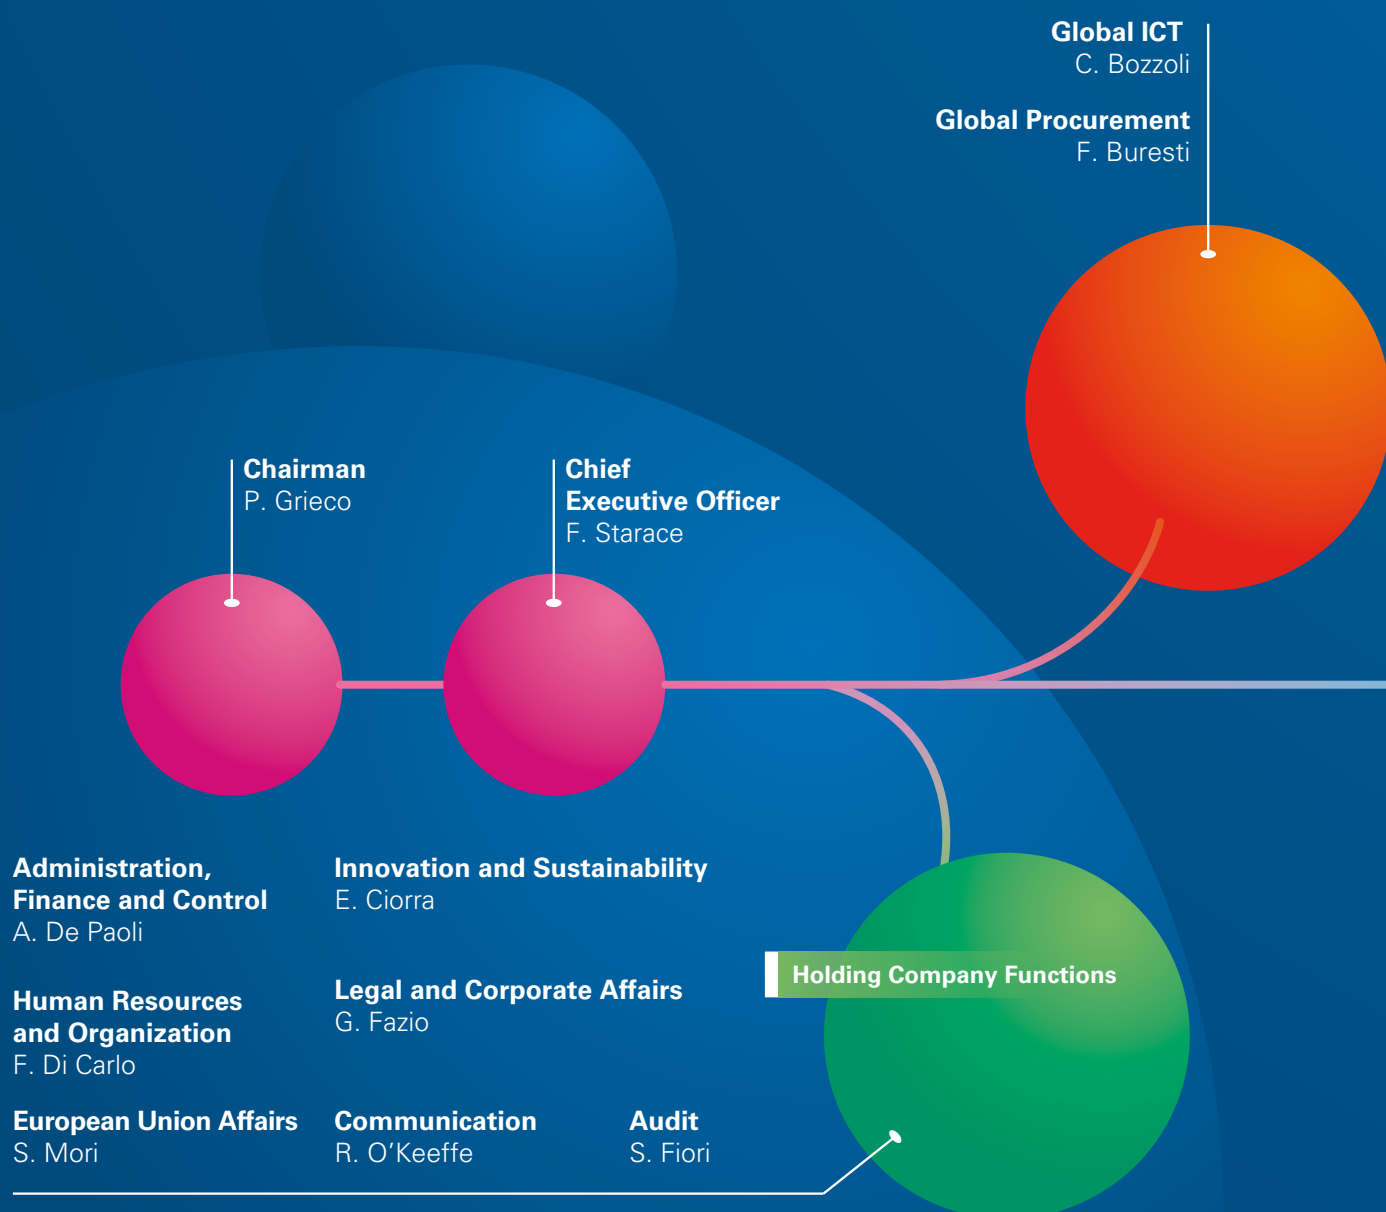 Global ICT
C. Bozzoli
Global Procurement
F. Buresti
Chairman
P. Grieco
Chief
Executive Officer
F. Starace
Administration,
Finance and Control
A. De Paoli
Innovation and Sustainability
E. Ciorra
Human Resources
and Organization
F. Di Carlo
Legal and Corporate Affairs
G. Fazio
European Union Affairs
S. Mori
Communication
R. O’Keeffe
Audit
S. Fiori
Holding Company Functions